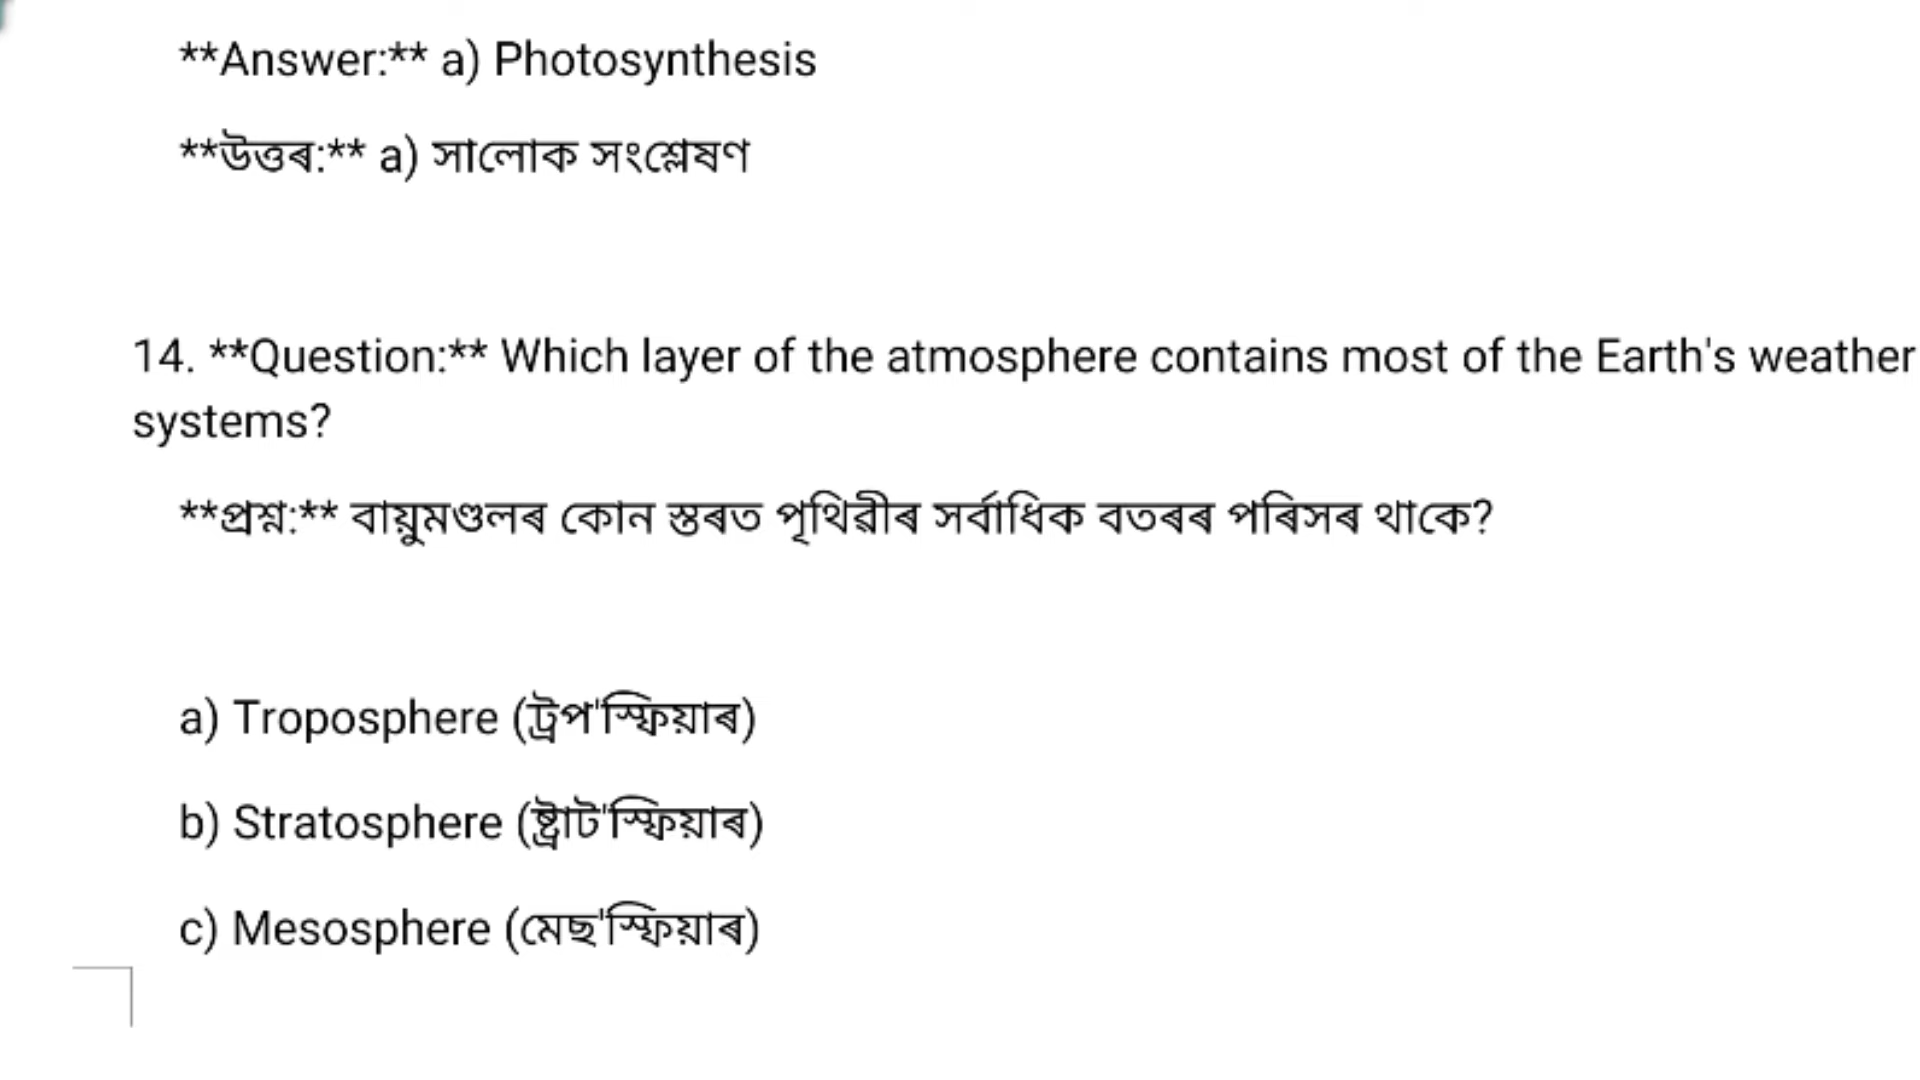 **Answer:** a) Photosynthesis
**উত্তৰ:** a) সালোক সংশ্লেষণ
14. **Question:** Which layer of the atmosphere contains most of the Earth's weather
systems?
**প্ৰশ্ন:** বায়ুমণ্ডলৰ কোন স্তৰত পৃথিৱীৰ সৰ্বাধিক বতৰৰ পৰিসৰ থাকে?
a) Troposphere (ট্ৰপ'স্ফিয়াৰ)
b) Stratosphere (ষ্ট্ৰাট'স্ফিয়াৰ)
c) Mesosphere (মেছ'স্ফিয়াৰ)